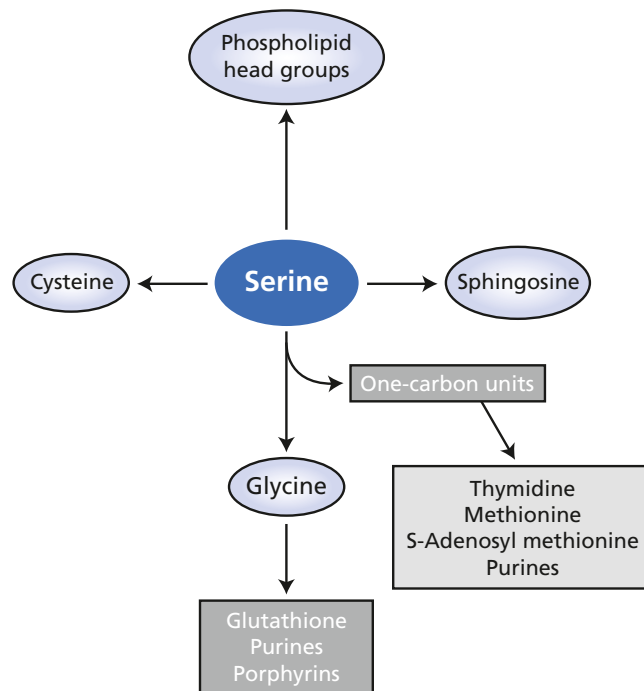 Phospholipid
head groups
Cysteine
Serine
Sphingosine
One-carbon units
Glycine
Thymidine
Methionine
S-Adenosyl methionine
Purines
Glutathione
Purines
Porphyrins